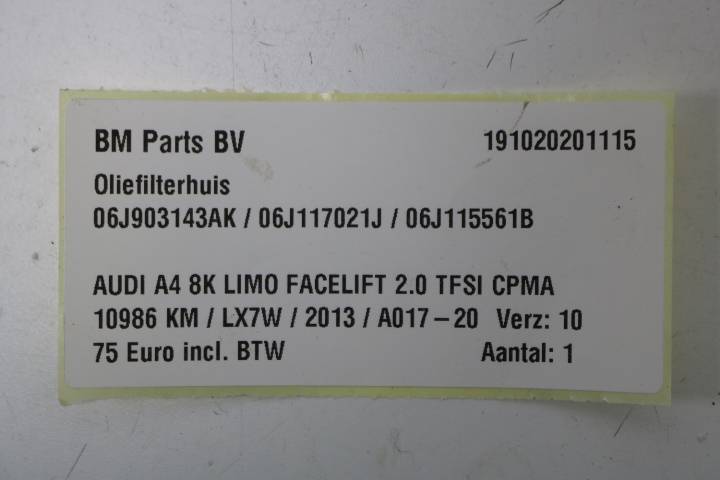 BM Parts BV 191020201115
Oliefilterhuis
06J903143AK / 06J117021J / 06J115561B
AUDI A4 8K LIMO FACELIFT 2.0 TFSI CPMA
10986 KM / LX7W / 2013 / A017-20 Verz: 10
75 Euro incl. BTW Aantal: 1